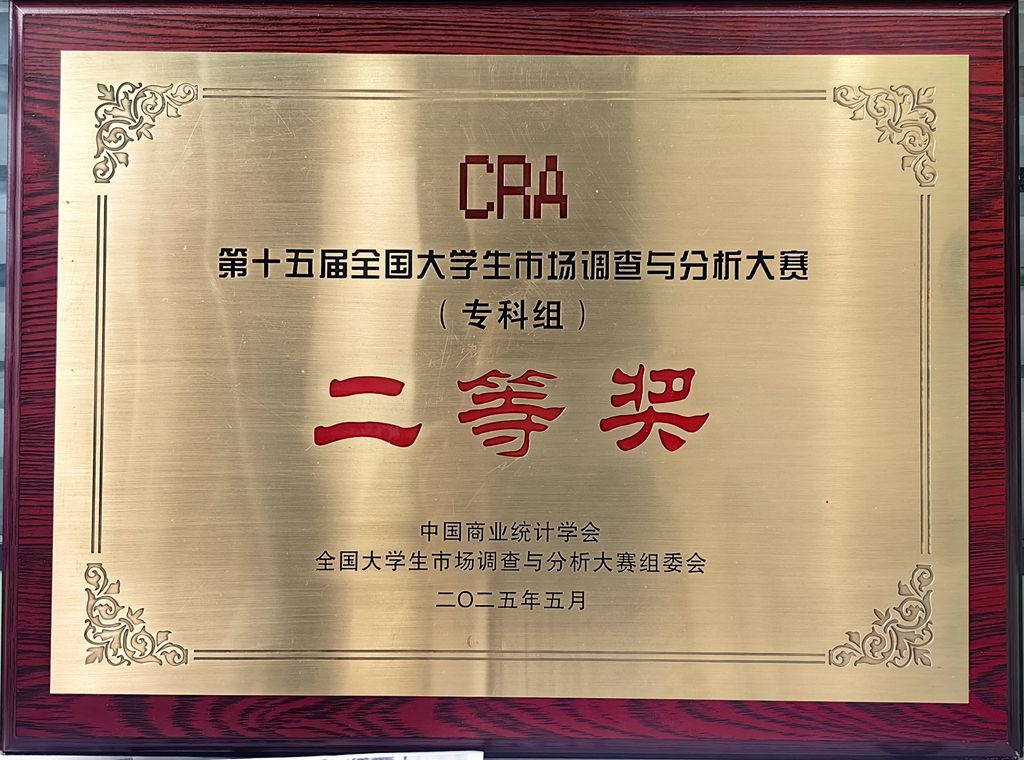 CRA
第十五届全国大学生市场调查与分析大赛
（专科组）
二等奖
中国商业统计学会
全国大学生市场调查与分析大赛组委会
二〇二五年五月